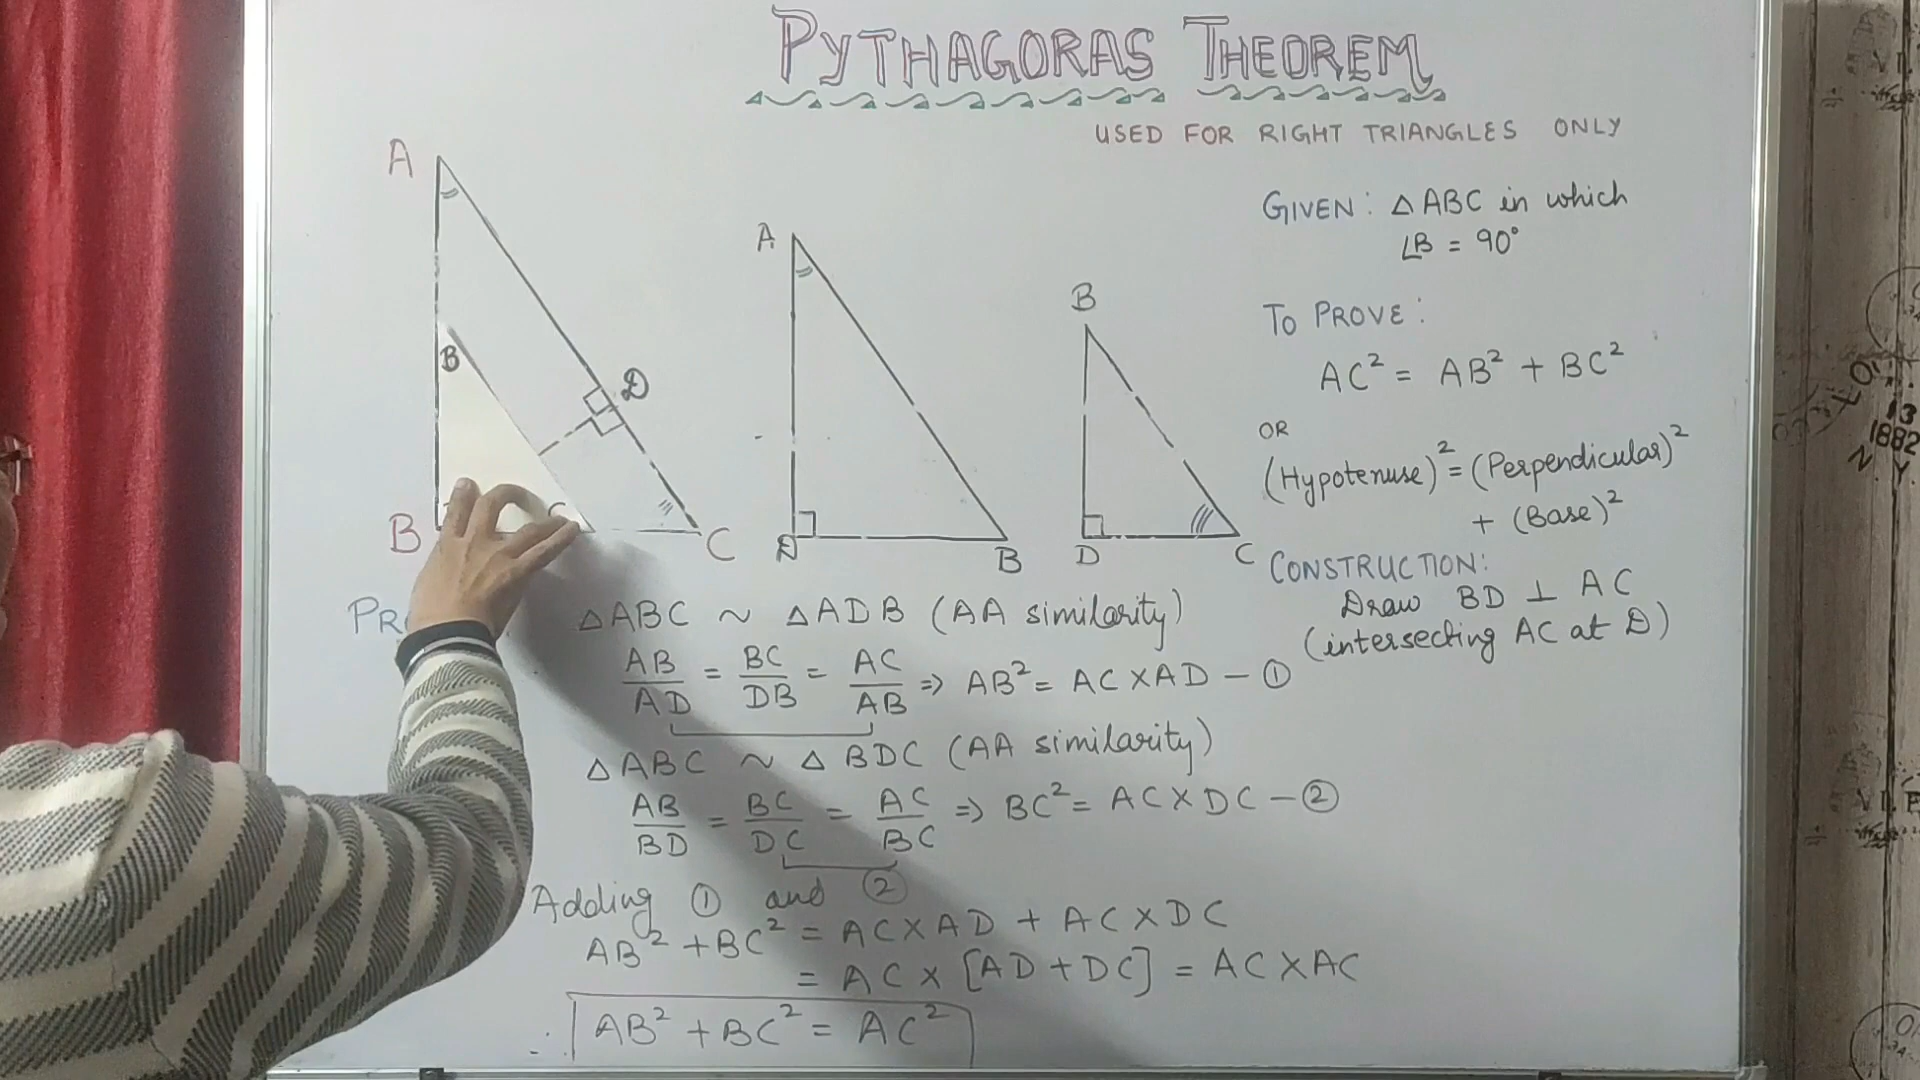 PYTHAGORAS THEOREM
USED FOR RIGHT TRIANGLES ONLY
A
B
D
B
C
C
A
D
B
B
D
C
GIVEN: △ABC in which
∠B = 90°
TO PROVE:
AC² = AB² + BC²
OR
(Hypotenuse)² = (Perpendicular)²
+ (Base)²
CONSTRUCTION:
Draw BD ⊥ AC
(intersecting AC at D)
△ABC ~ △ADB (AA similarity)
AB/AD = BC/DB = AC/AB ⇒ AB² = AC × AD - ①
△ABC ~ △BDC (AA similarity)
AB/BD = BC/DC = AC/BC ⇒ BC² = AC × DC - ②
Adding ① and ②
AB² + BC² = AC × AD + AC × DC
= AC × [AD + DC] = AC × AC
∴ AB² + BC² = AC²
13
1882
N.Y.